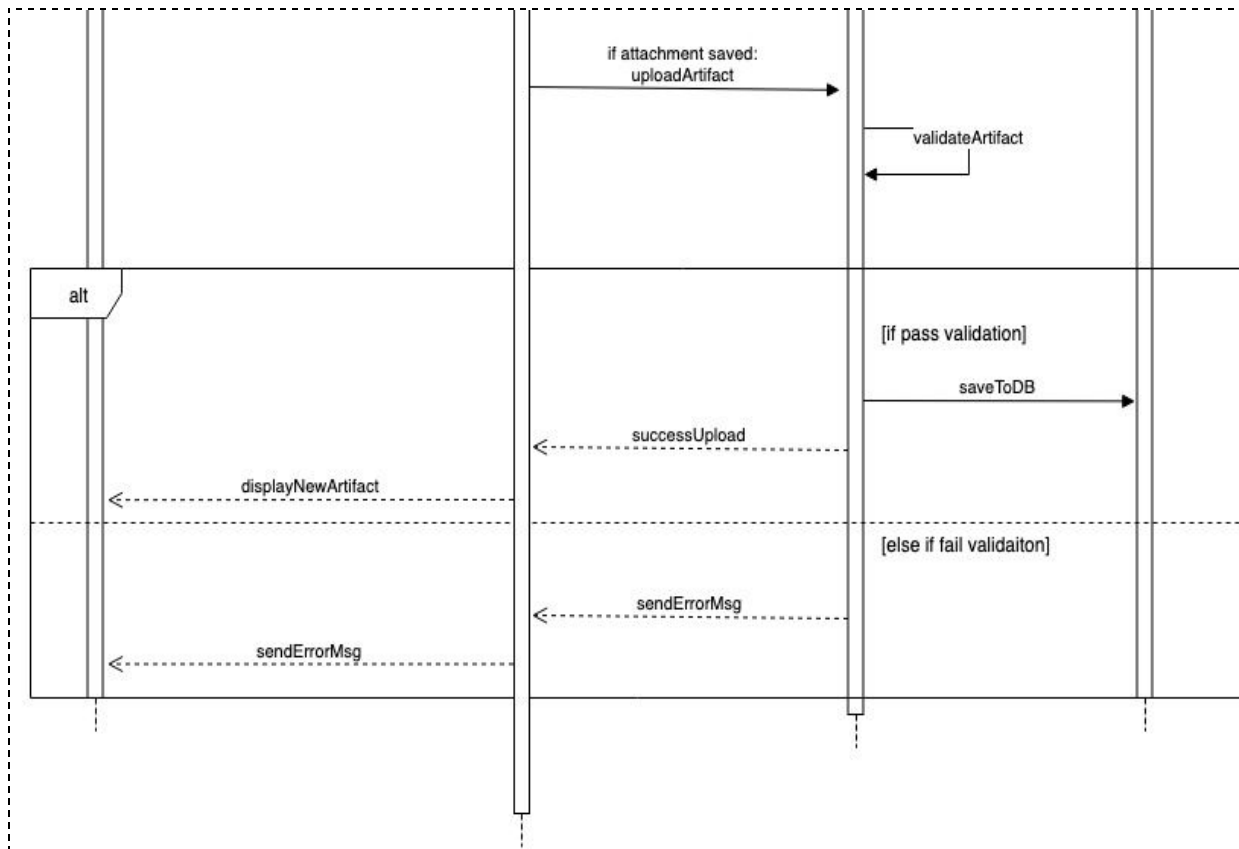 if attachment saved:
uploadArtifact
validateArtifact
alt
[if pass validation]
saveToDB
successUpload
displayNewArtifact
[else if fail validaiton]
sendErrorMsg
sendErrorMsg